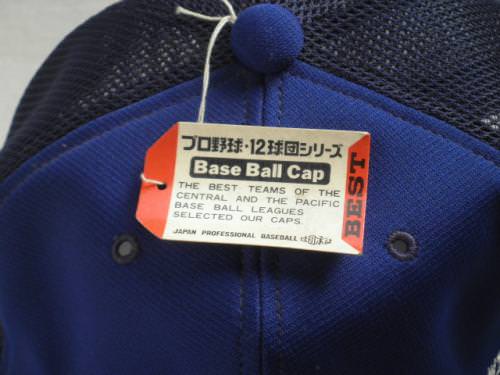 プロ野球・12球団シリーズ
Base Ball Cap
THE BEST TEAMS OF THE
CENTRAL AND THE PACIFIC
BASE BALL LEAGUES
SELECTED OUR CAPS.
JAPAN PROFESSIONAL BASEBALL
BEST